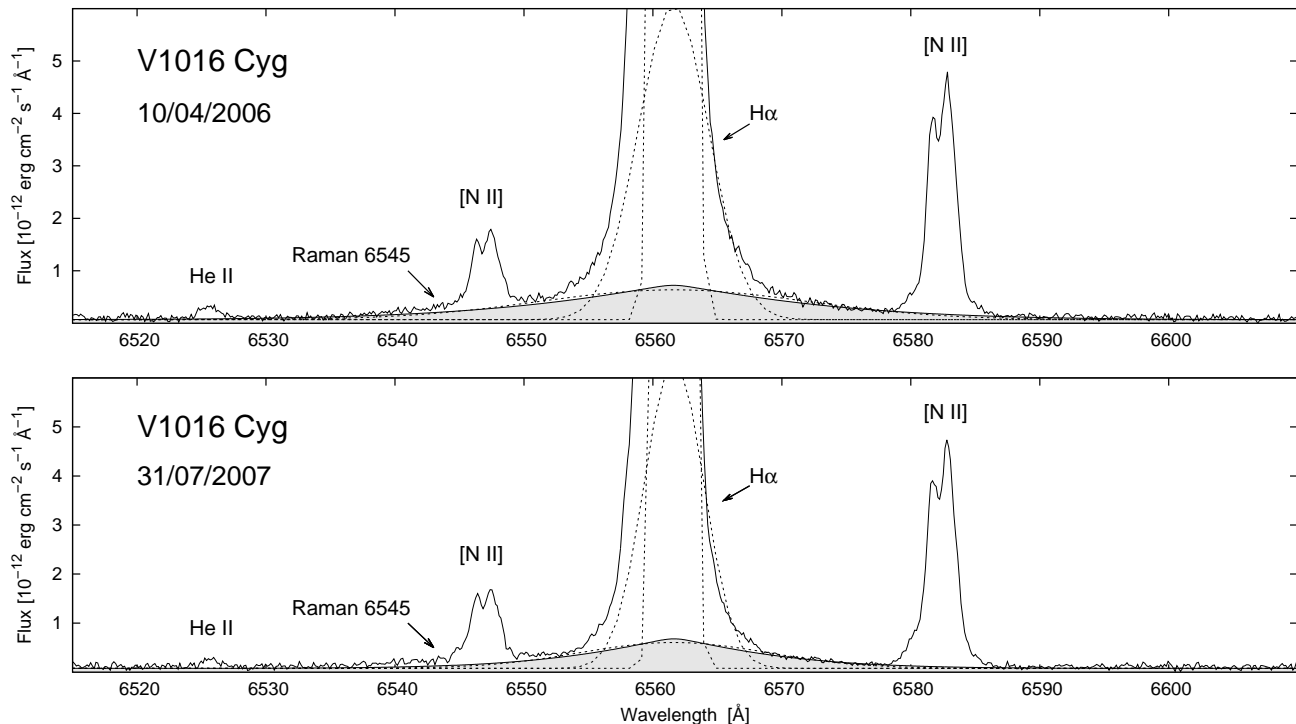 V1016 Cyg
10/04/2006
Flux [10⁻¹² erg cm⁻² s⁻¹ Å⁻¹]
5
4
3
2
1
He II
Raman 6545
[N II]
Hα
[N II]
6520 6530 6540 6550 6560 6570 6580 6590 6600
V1016 Cyg
31/07/2007
Flux [10⁻¹² erg cm⁻² s⁻¹ Å⁻¹]
5
4
3
2
1
He II
Raman 6545
[N II]
Hα
[N II]
6520 6530 6540 6550 6560 6570 6580 6590 6600
Wavelength [Å]